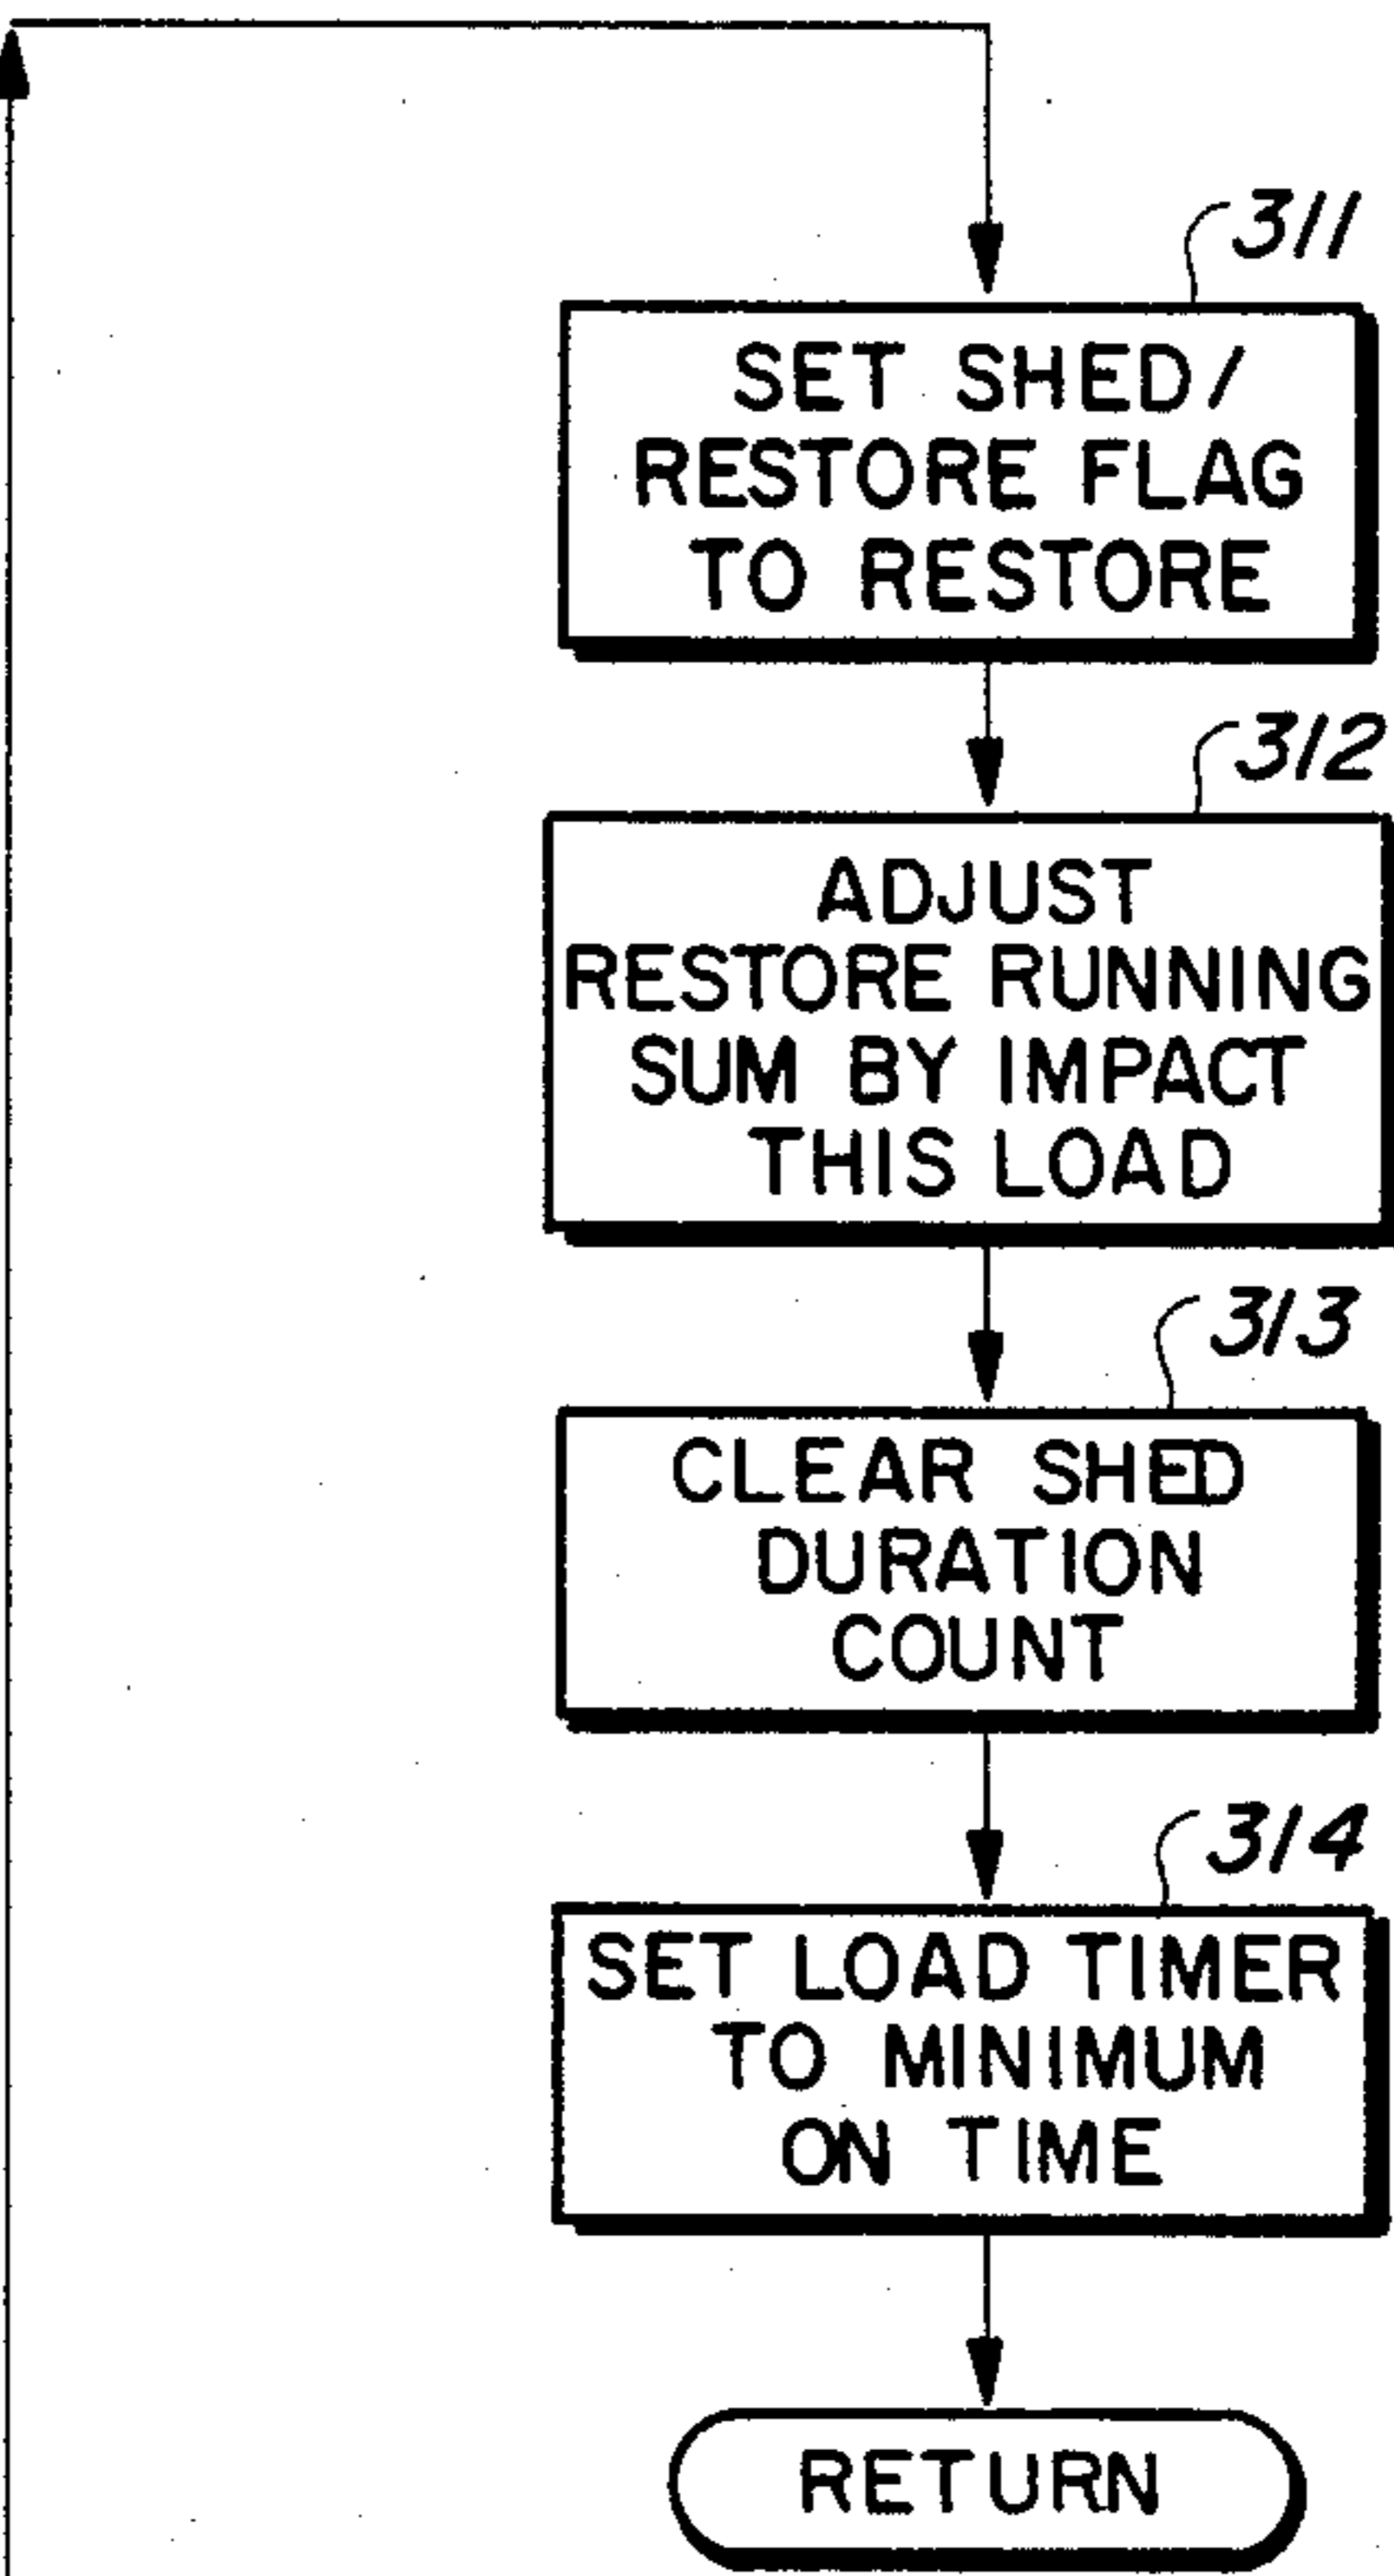 311
SET SHED/
RESTORE FLAG
TO RESTORE
312
ADJUST
RESTORE RUNNING
SUM BY IMPACT
THIS LOAD
313
CLEAR SHED
DURATION
COUNT
314
SET LOAD TIMER
TO MINIMUM
ON TIME
RETURN